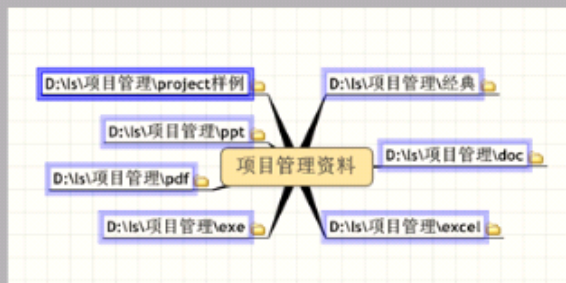 D:\ls\项目管理\project样例
D:\ls\项目管理\经典
D:\ls\项目管理\ppt
D:\ls\项目管理\doc
项目管理资料
D:\ls\项目管理\pdf
D:\ls\项目管理\exe
D:\ls\项目管理\excel